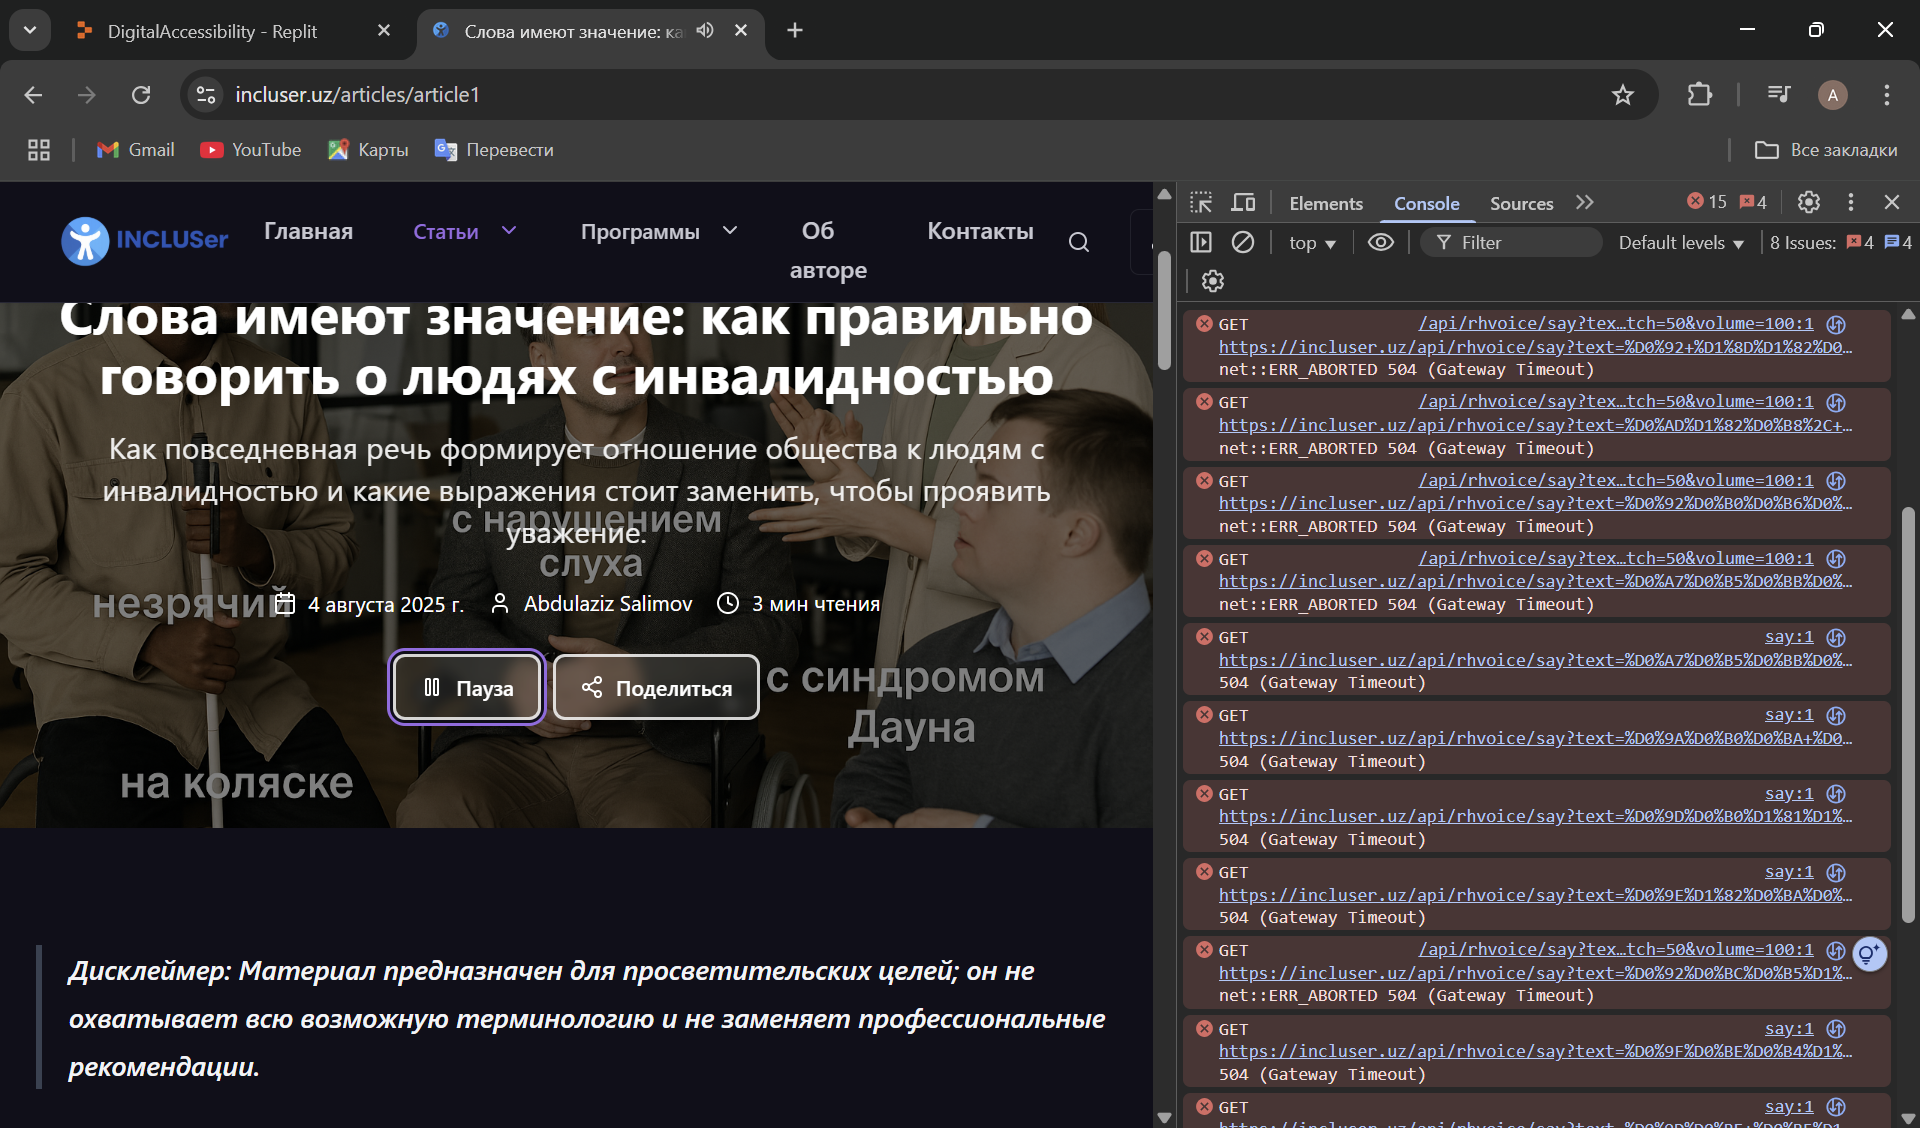 DigitalAccessibility - Replit
Слова имеют значение: ка
incluser.uz/articles/article1
A
Gmail
YouTube
Карты
Перевести
Все закладки
INCLUSer
Главная
Статьи
Программы
Об авторе
Контакты
Слова имеют значение: как правильно
говорить о людях с инвалидностью
Как повседневная речь формирует отношение общества к людям с
инвалидностью и какие выражения стоит заменить, чтобы проявить
уважение.
с нарушением
слуха
незрячий
4 августа 2025 г.
Abdulaziz Salimov
3 мин чтения
Пауза
Поделиться
с синдромом
Дауна
на коляске
Дисклеймер: Материал предназначен для просветительских целей; он не
охватывает всю возможную терминологию и не заменяет профессиональные
рекомендации.
Elements
Console
Sources
15
4
top
Filter
Default levels
8 Issues:
4
4
GET /api/rhvoice/say?tex…tch=50&volume=100:1
https://incluser.uz/api/rhvoice/say?text=%D0%92+%D1%8D%D1%82%D0…
net::ERR_ABORTED 504 (Gateway Timeout)
GET /api/rhvoice/say?tex…tch=50&volume=100:1
https://incluser.uz/api/rhvoice/say?text=%D0%AD%D1%82%D0%B8%2C+…
net::ERR_ABORTED 504 (Gateway Timeout)
GET /api/rhvoice/say?tex…tch=50&volume=100:1
https://incluser.uz/api/rhvoice/say?text=%D0%92%D0%B0%D0%B6%D0%…
net::ERR_ABORTED 504 (Gateway Timeout)
GET /api/rhvoice/say?tex…tch=50&volume=100:1
https://incluser.uz/api/rhvoice/say?text=%D0%A7%D0%B5%D0%BB%D0%…
net::ERR_ABORTED 504 (Gateway Timeout)
GET say:1
https://incluser.uz/api/rhvoice/say?text=%D0%A7%D0%B5%D0%BB%D0%…
504 (Gateway Timeout)
GET say:1
https://incluser.uz/api/rhvoice/say?text=%D0%9A%D0%B0%D0%BA+%D0…
504 (Gateway Timeout)
GET say:1
https://incluser.uz/api/rhvoice/say?text=%D0%9D%D0%B0%D1%81%D1%…
504 (Gateway Timeout)
GET say:1
https://incluser.uz/api/rhvoice/say?text=%D0%9E%D1%82%D0%BA%D0%…
504 (Gateway Timeout)
GET /api/rhvoice/say?tex…tch=50&volume=100:1
https://incluser.uz/api/rhvoice/say?text=%D0%92%D0%BC%D0%B5%D1%…
net::ERR_ABORTED 504 (Gateway Timeout)
GET say:1
https://incluser.uz/api/rhvoice/say?text=%D0%9F%D0%BE%D0%B4%D1%…
504 (Gateway Timeout)
GET say:1